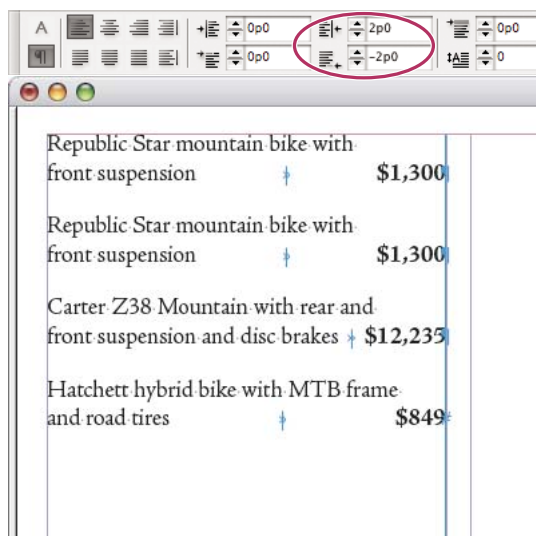 A 0p0 2p0 0p0
¶ 0p0 -2p0 0
Republic Star mountain bike with
front suspension $1,300
Republic Star mountain bike with
front suspension $1,300
Carter Z38 Mountain with rear and
front suspension and disc brakes $12,235
Hatchett hybrid bike with MTB frame
and road tires $849